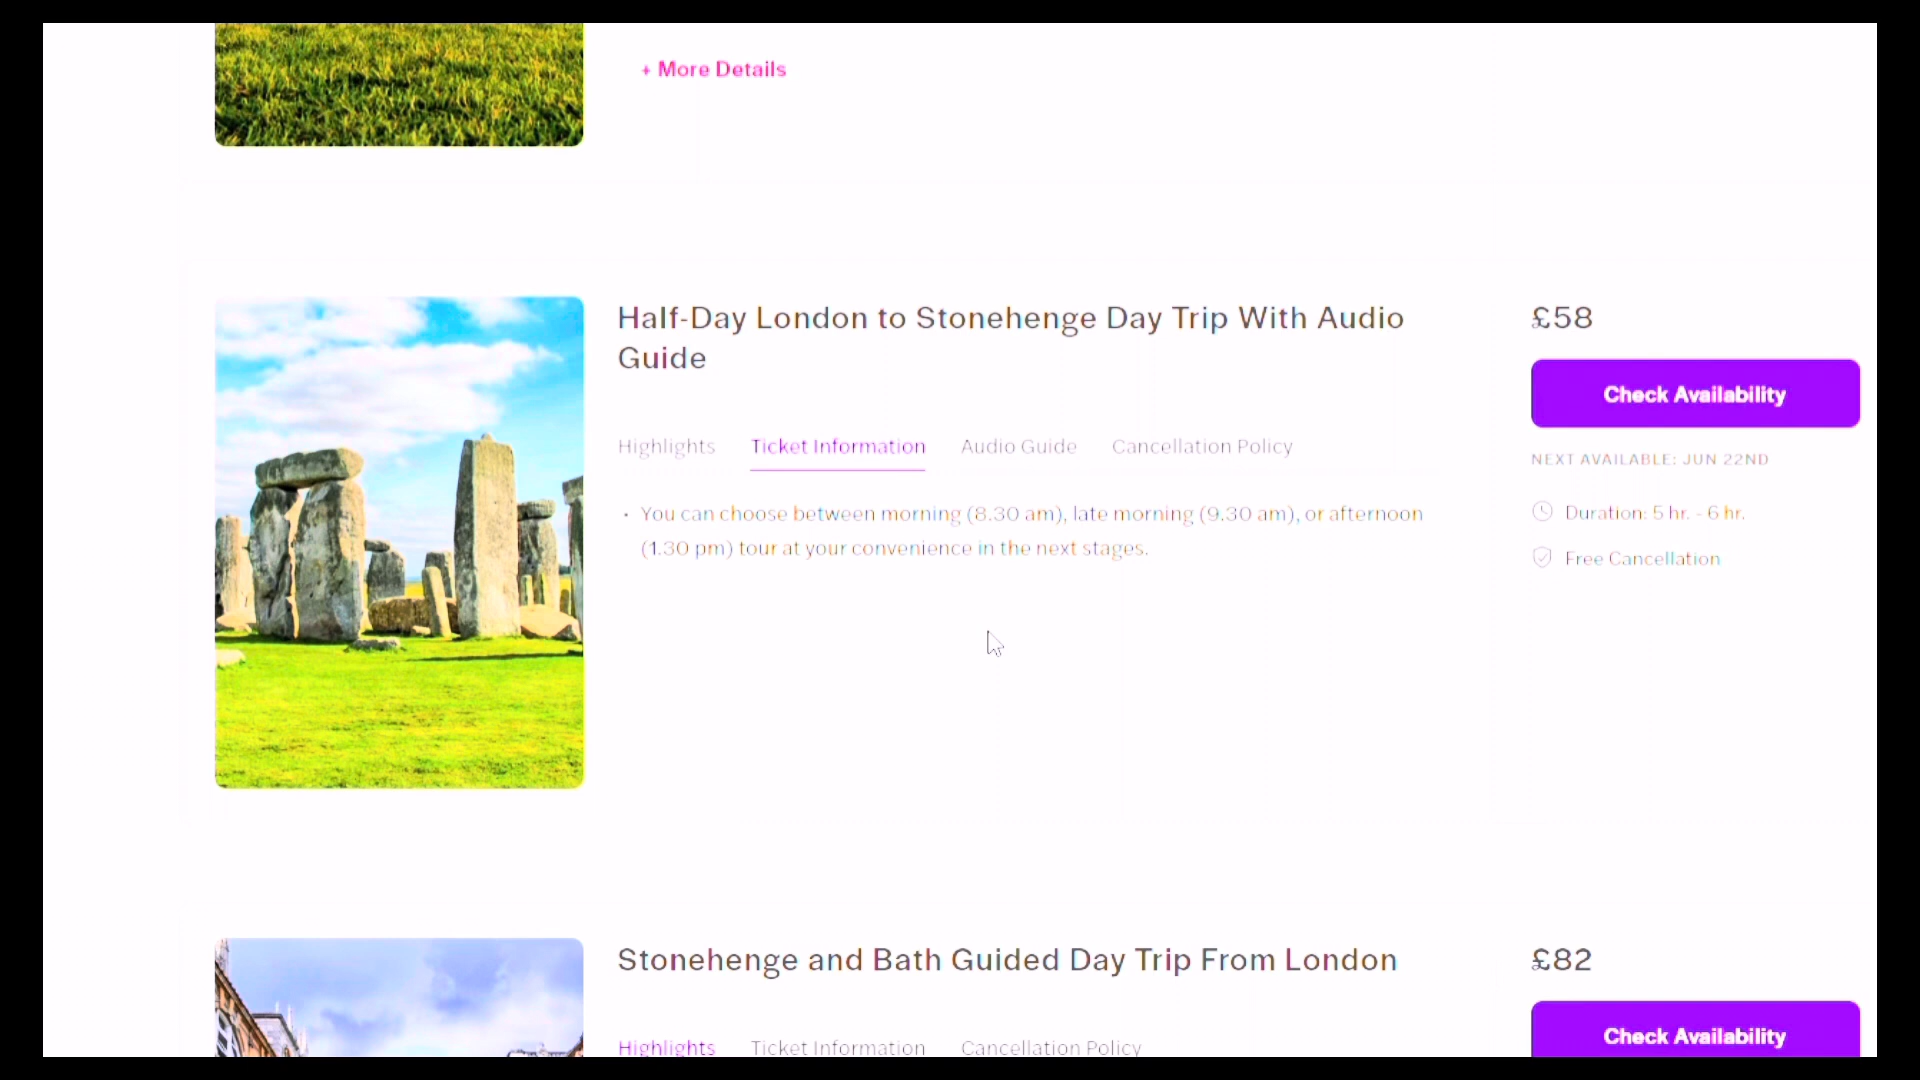 + More Details
Half-Day London to Stonehenge Day Trip With Audio
Guide
£58
Check Availability
Highlights Ticket Information Audio Guide Cancellation Policy
NEXT AVAILABLE: JUN 22ND
• You can choose between morning (8.30 am), late morning (9.30 am), or afternoon
(1.30 pm) tour at your convenience in the next stages.
Duration: 5 hr. - 6 hr.
Free Cancellation
Stonehenge and Bath Guided Day Trip From London
£82
Check Availability
Highlights Ticket Information Cancellation Policy